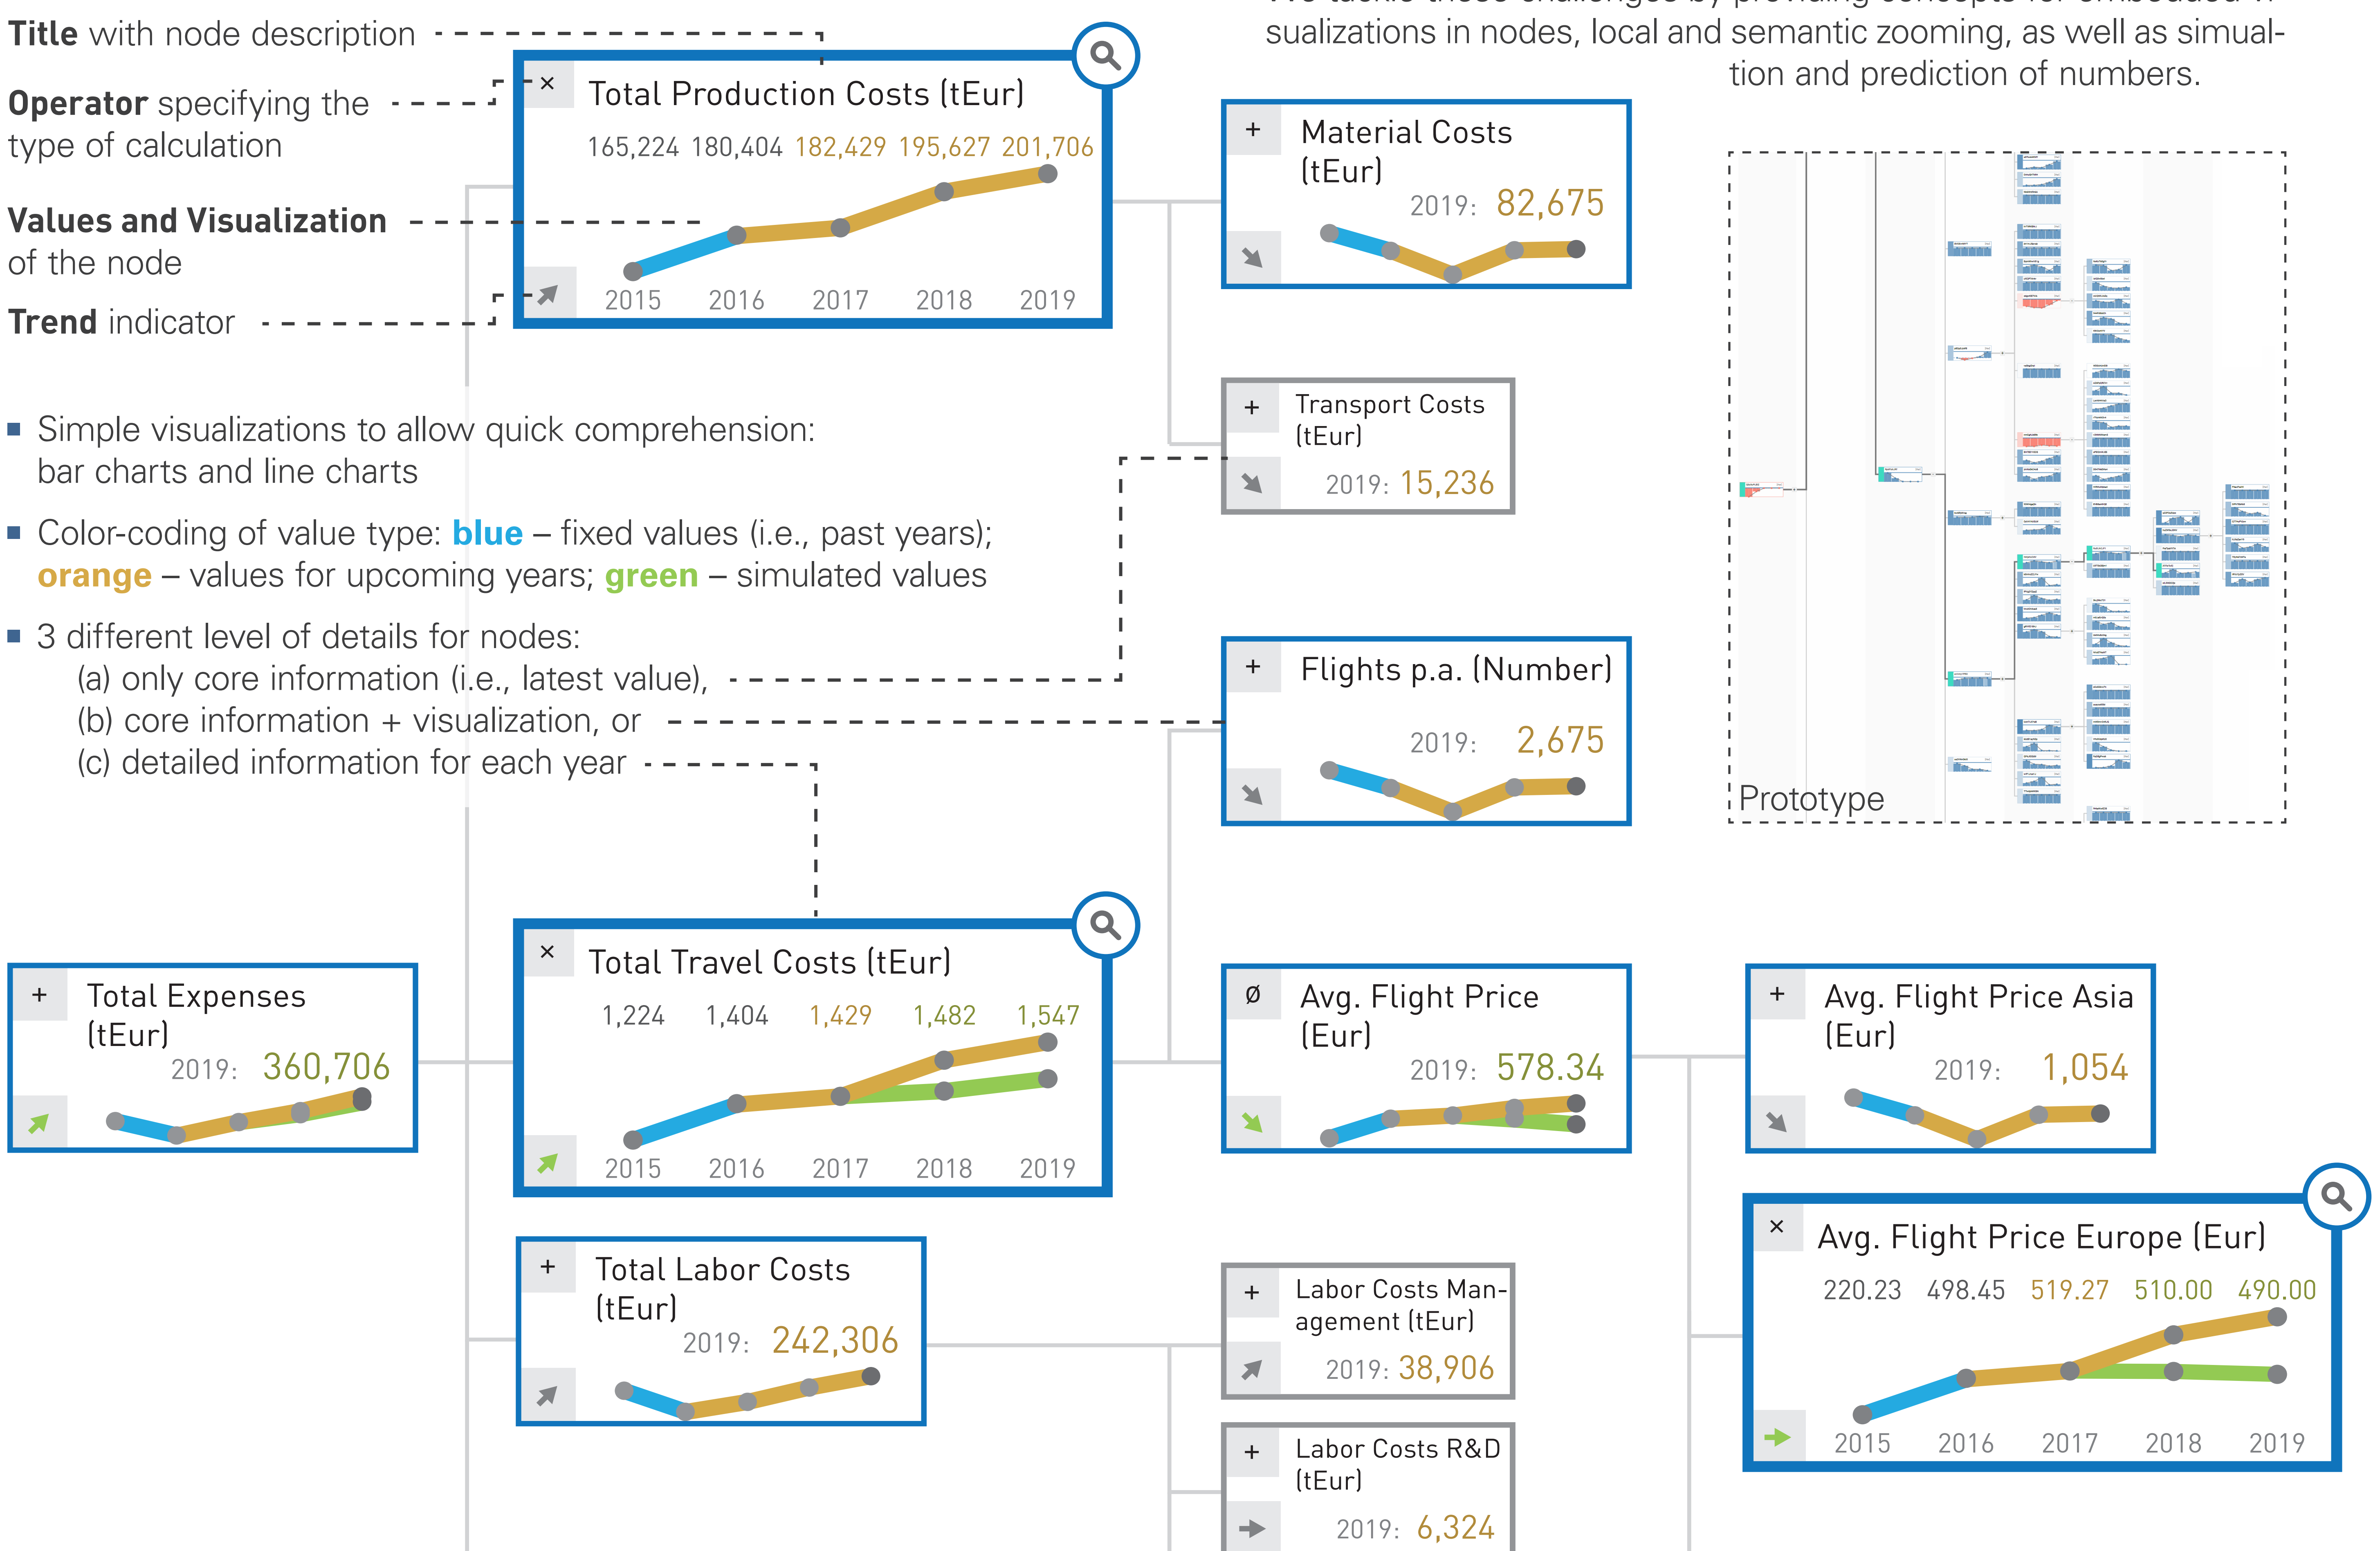 sualizations in nodes, local and semantic zooming, as well as simual-
tion and prediction of numbers.
Title with node description
Operator specifying the
type of calculation
Values and Visualization
of the node
Trend indicator
× Total Production Costs (tEur)
165,224 180,404 182,429 195,627 201,706
2015 2016 2017 2018 2019
+ Material Costs
(tEur)
2019: 82,675
+ Transport Costs
(tEur)
2019: 15,236
Simple visualizations to allow quick comprehension:
bar charts and line charts
Color-coding of value type: blue – fixed values (i.e., past years);
orange – values for upcoming years; green – simulated values
3 different level of details for nodes:
(a) only core information (i.e., latest value),
(b) core information + visualization, or
(c) detailed information for each year
+ Flights p.a. (Number)
2019: 2,675
Prototype
+ Total Expenses
(tEur)
2019: 360,706
× Total Travel Costs (tEur)
1,224 1,404 1,429 1,482 1,547
2015 2016 2017 2018 2019
Ø Avg. Flight Price
(Eur)
2019: 578.34
+ Avg. Flight Price Asia
(Eur)
2019: 1,054
× Avg. Flight Price Europe (Eur)
220.23 498.45 519.27 510.00 490.00
2015 2016 2017 2018 2019
+ Total Labor Costs
(tEur)
2019: 242,306
+ Labor Costs Man-
agement (tEur)
2019: 38,906
+ Labor Costs R&D
(tEur)
2019: 6,324